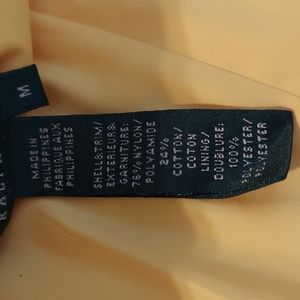 M
MADE IN
PHILIPPINES
FABRIQUE AUX
PHILIPPINES
SHELL&TRIM/
EXTERIEUR&
GARNITURE:
76% NYLON/
POLYAMIDE
24%
COTTON/
COTON
LINING/
DOUBLURE:
100%
POLYESTER/
POLYESTER